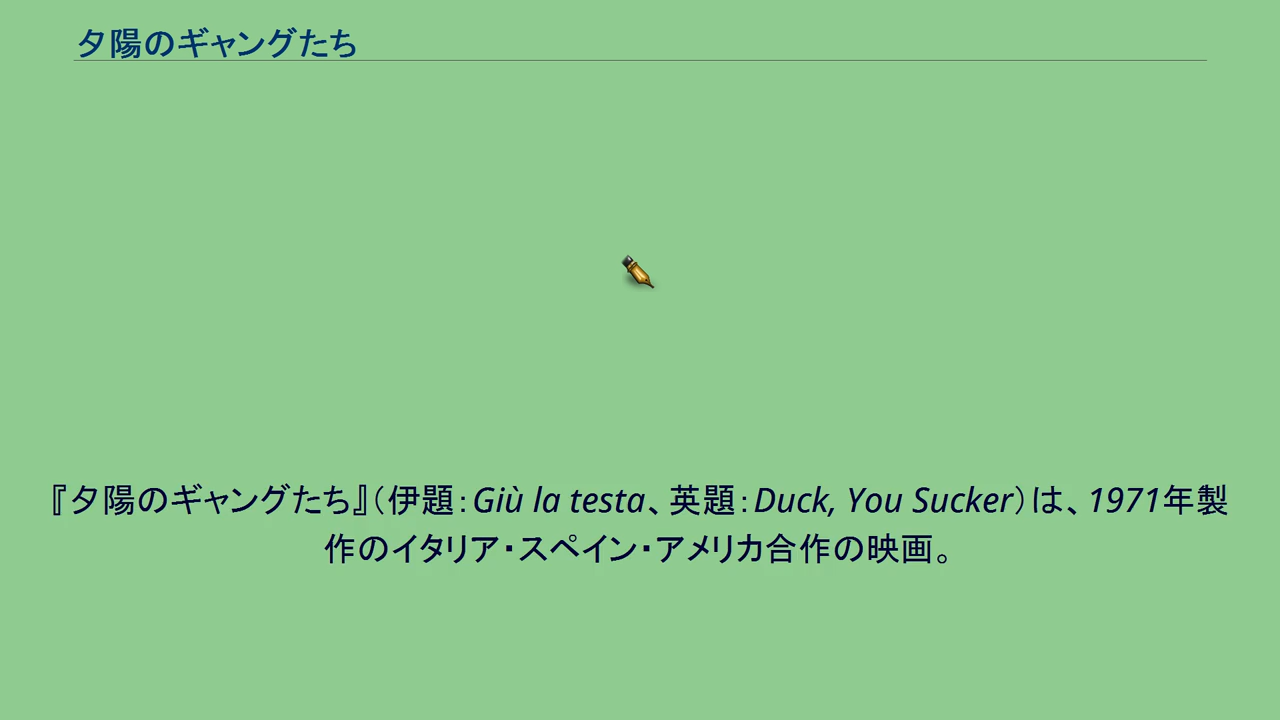 夕陽のギャングたち
『夕陽のギャングたち』（伊題：Giù la testa、英題：Duck, You Sucker）は、1971年製
作のイタリア・スペイン・アメリカ合作の映画。